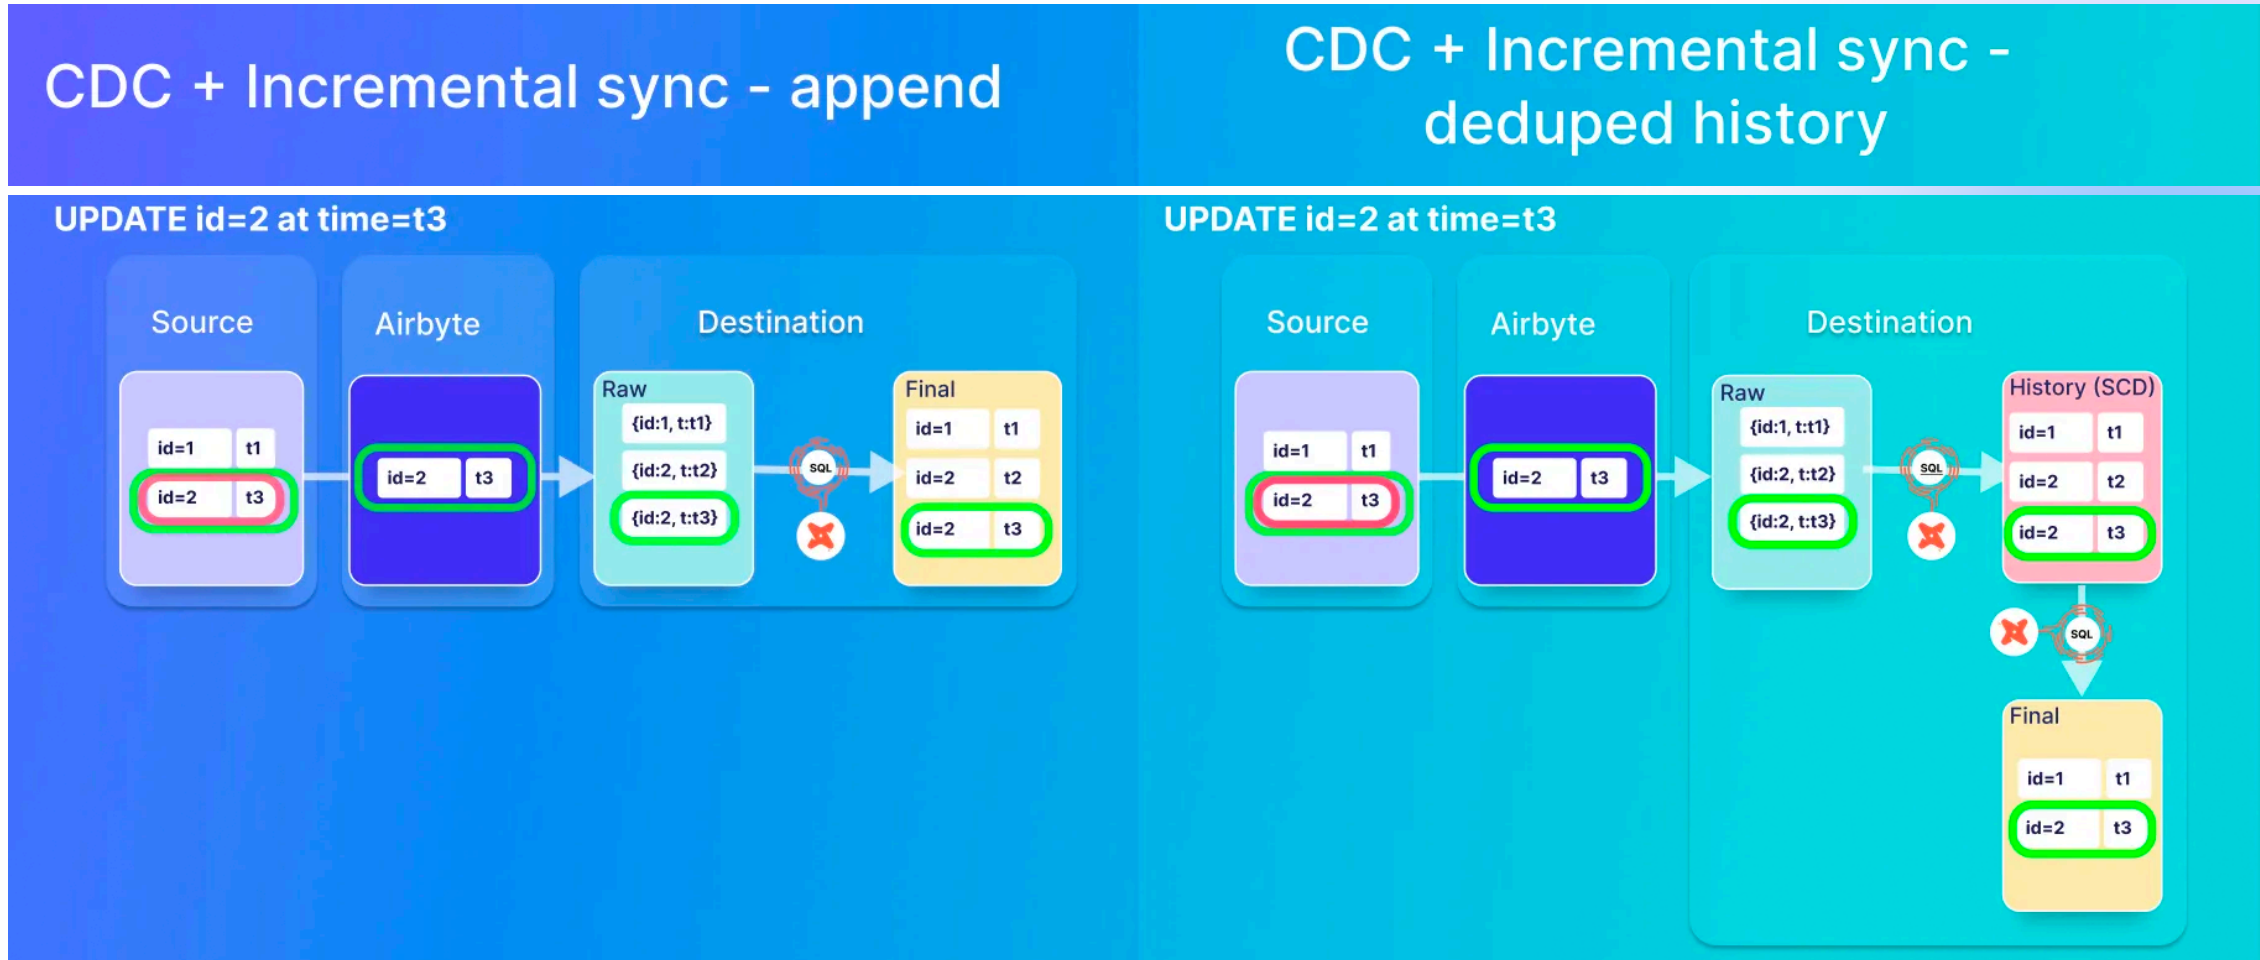 CDC + Incremental sync - append
CDC + Incremental sync -
deduped history
UPDATE id=2 at time=t3
Source
Airbyte
Destination
id=1 t1
id=2 t3
id=2 t3
Raw
{id:1, t:t1}
{id:2, t:t2}
{id:2, t:t3}
SQL
Final
id=1 t1
id=2 t2
id=2 t3
UPDATE id=2 at time=t3
Source
Airbyte
Destination
id=1 t1
id=2 t3
id=2 t3
Raw
{id:1, t:t1}
{id:2, t:t2}
{id:2, t:t3}
SQL
History (SCD)
id=1 t1
id=2 t2
id=2 t3
SQL
Final
id=1 t1
id=2 t3